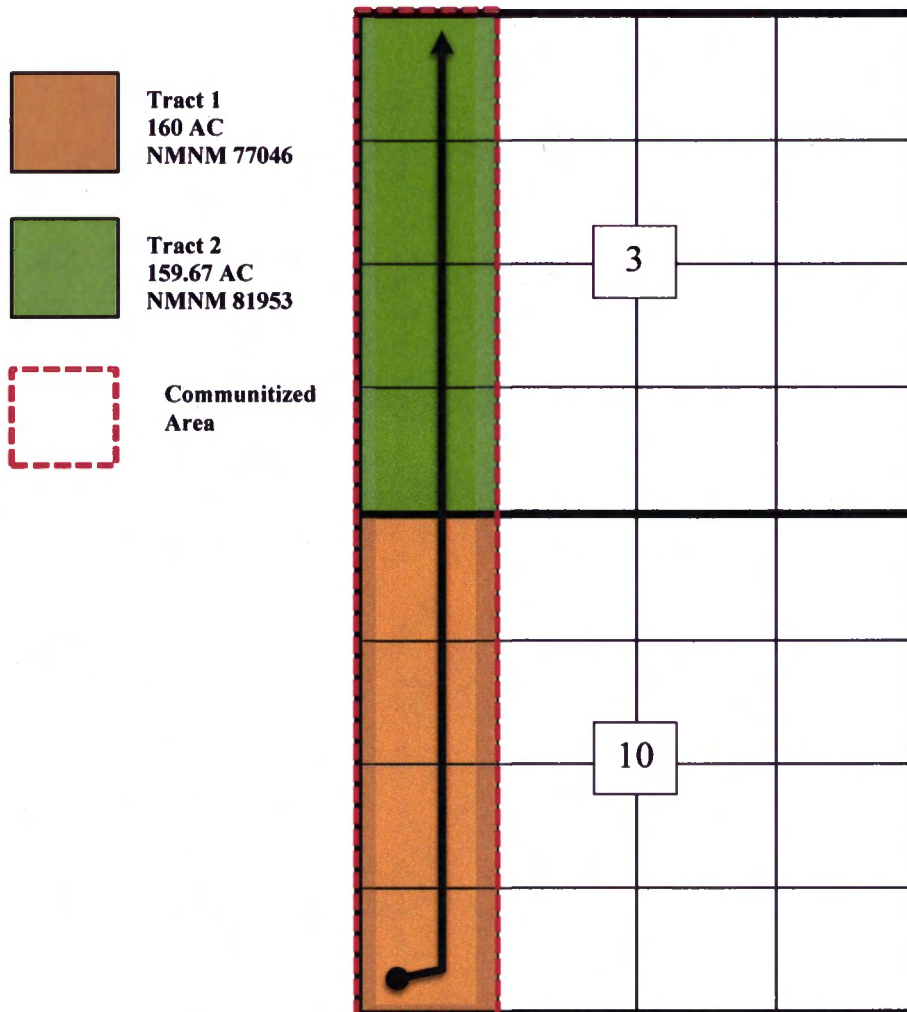 Tract 1
160 AC
NMNM 77046
Tract 2
159.67 AC
NMNM 81953
Communitized
Area
3
10